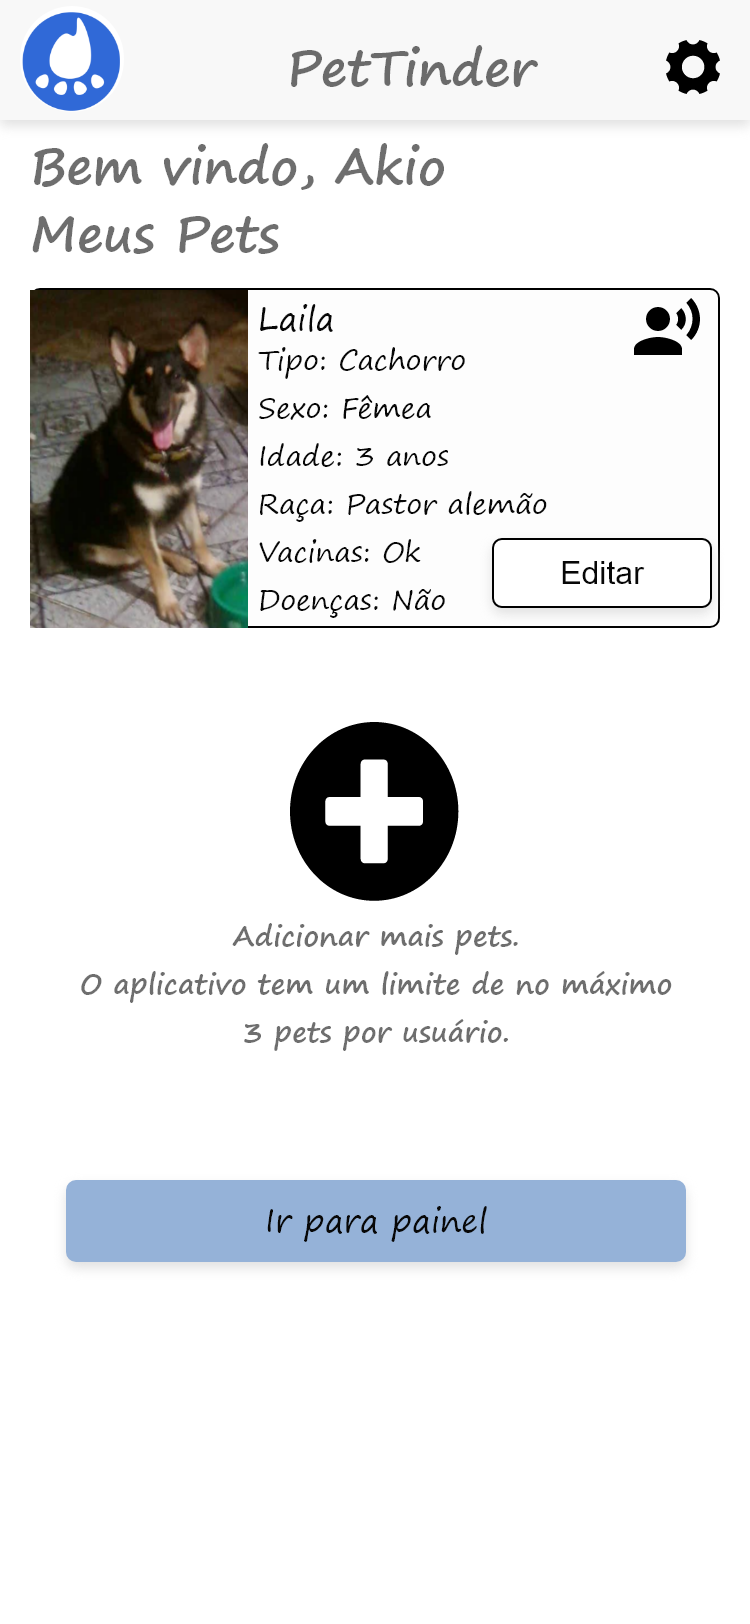 PetTinder
Bem vindo, Akio
Meus Pets
Laila
Tipo: Cachorro
Sexo: Fêmea
Idade: 3 anos
Raça: Pastor alemão
Vacinas: Ok
Doenças: Não
Editar
Adicionar mais pets.
O aplicativo tem um limite de no máximo
3 pets por usuário.
Ir para painel